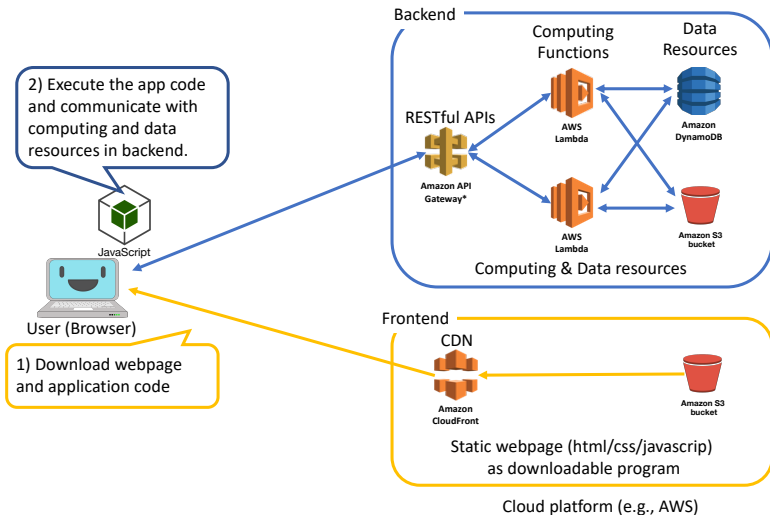 Backend
Computing
Functions
Data
Resources
2) Execute the app code
and communicate with
computing and data
resources in backend.
RESTful APIs
AWS
Lambda
Amazon
DynamoDB
Amazon API
Gateway*
JavaScript
AWS
Lambda
Amazon S3
bucket
Computing & Data resources
User (Browser)
Frontend
CDN
1) Download webpage
and application code
Amazon
CloudFront
Amazon S3
bucket
Static webpage (html/css/javascrip)
as downloadable program
Cloud platform (e.g., AWS)